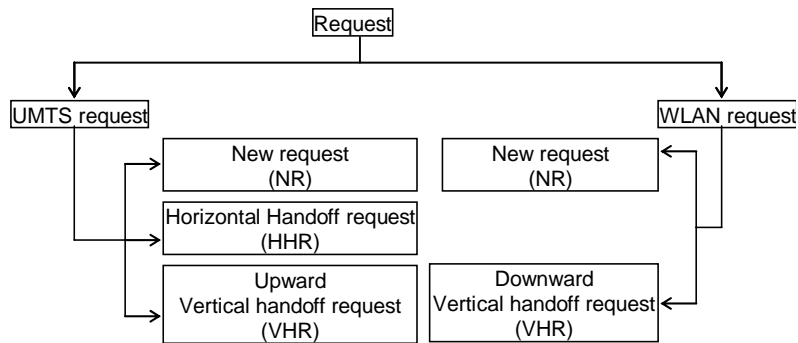 Request
UMTS request
WLAN request
New request
(NR)
New request
(NR)
Horizontal Handoff request
(HHR)
Upward
Vertical handoff request
(VHR)
Downward
Vertical handoff request
(VHR)